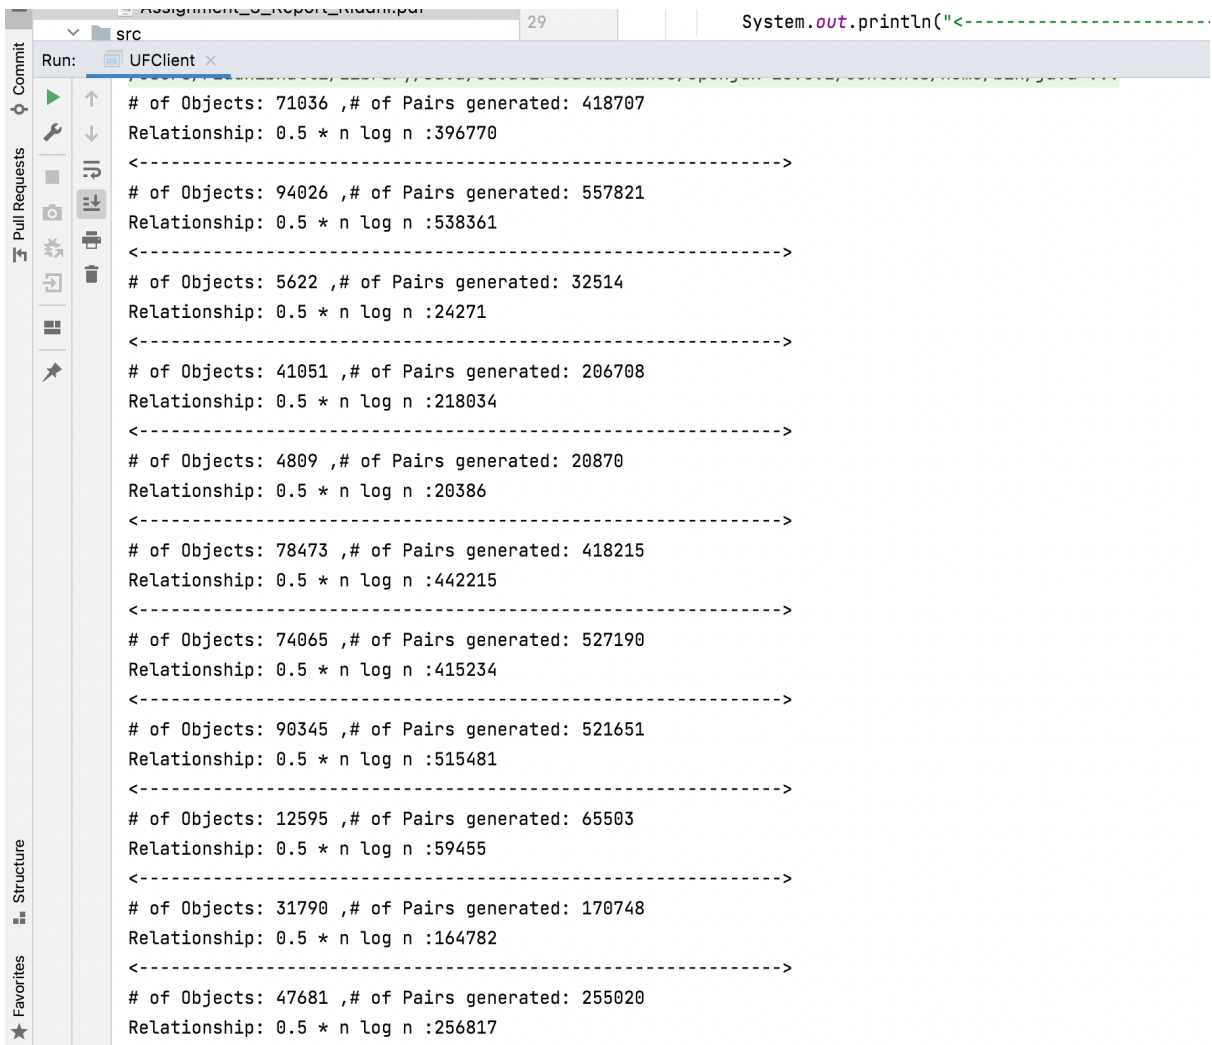 29
System.out.println("<-----------------------
src
Run: UFClient
# of Objects: 71036 ,# of Pairs generated: 418707
Relationship: 0.5 * n log n :396770
<------------------------------------------------------------->
# of Objects: 94026 ,# of Pairs generated: 557821
Relationship: 0.5 * n log n :538361
<------------------------------------------------------------->
# of Objects: 5622 ,# of Pairs generated: 32514
Relationship: 0.5 * n log n :24271
<------------------------------------------------------------->
# of Objects: 41051 ,# of Pairs generated: 206708
Relationship: 0.5 * n log n :218034
<------------------------------------------------------------->
# of Objects: 4809 ,# of Pairs generated: 20870
Relationship: 0.5 * n log n :20386
<------------------------------------------------------------->
# of Objects: 78473 ,# of Pairs generated: 418215
Relationship: 0.5 * n log n :442215
<------------------------------------------------------------->
# of Objects: 74065 ,# of Pairs generated: 527190
Relationship: 0.5 * n log n :415234
<------------------------------------------------------------->
# of Objects: 90345 ,# of Pairs generated: 521651
Relationship: 0.5 * n log n :515481
<------------------------------------------------------------->
# of Objects: 12595 ,# of Pairs generated: 65503
Relationship: 0.5 * n log n :59455
<------------------------------------------------------------->
# of Objects: 31790 ,# of Pairs generated: 170748
Relationship: 0.5 * n log n :164782
<------------------------------------------------------------->
# of Objects: 47681 ,# of Pairs generated: 255020
Relationship: 0.5 * n log n :256817
Commit
Pull Requests
Structure
Favorites